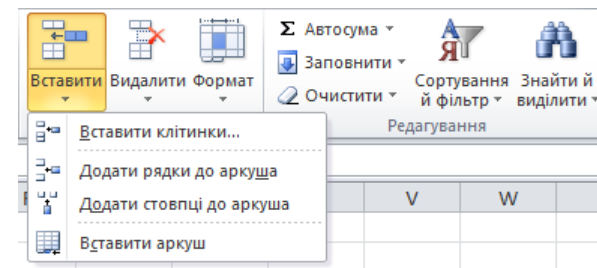 Вставити Видалити Формат
Σ Автосума
Заповнити
Очистити
Сортування й фільтр
Знайти й виділити
Редагування
Вставити клітинки...
Додати рядки до аркуша
Додати стовпці до аркуша
Вставити аркуш
V W